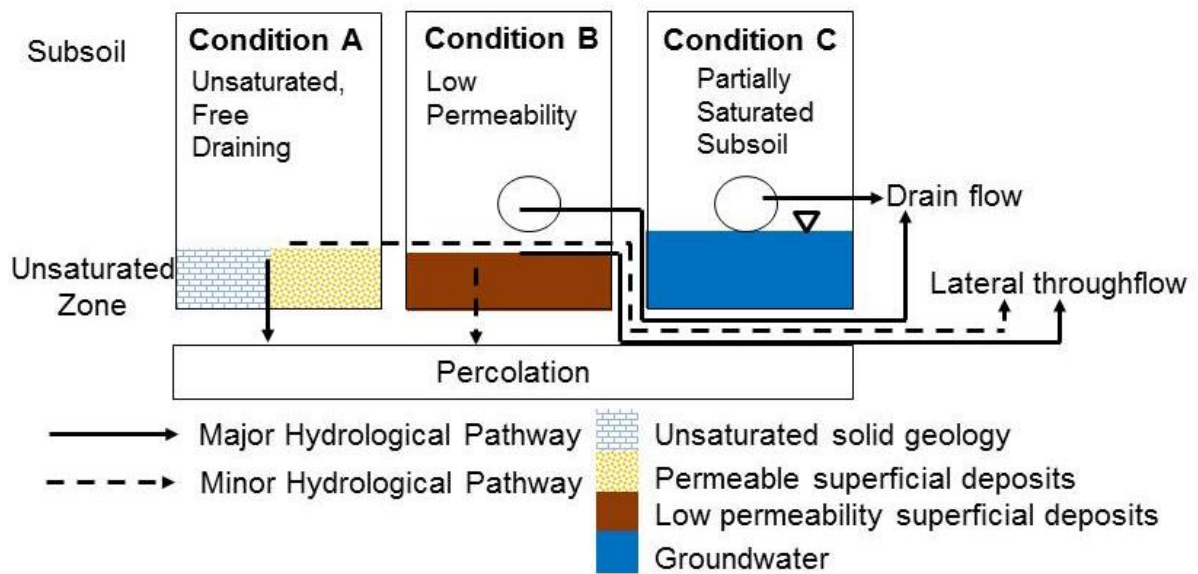 Subsoil
Condition A
Unsaturated,
Free
Draining
Condition B
Low
Permeability
Condition C
Partially
Saturated
Subsoil
Drain flow
Unsaturated
Zone
Lateral throughflow
Percolation
Major Hydrological Pathway
Minor Hydrological Pathway
Unsaturated solid geology
Permeable superficial deposits
Low permeability superficial deposits
Groundwater